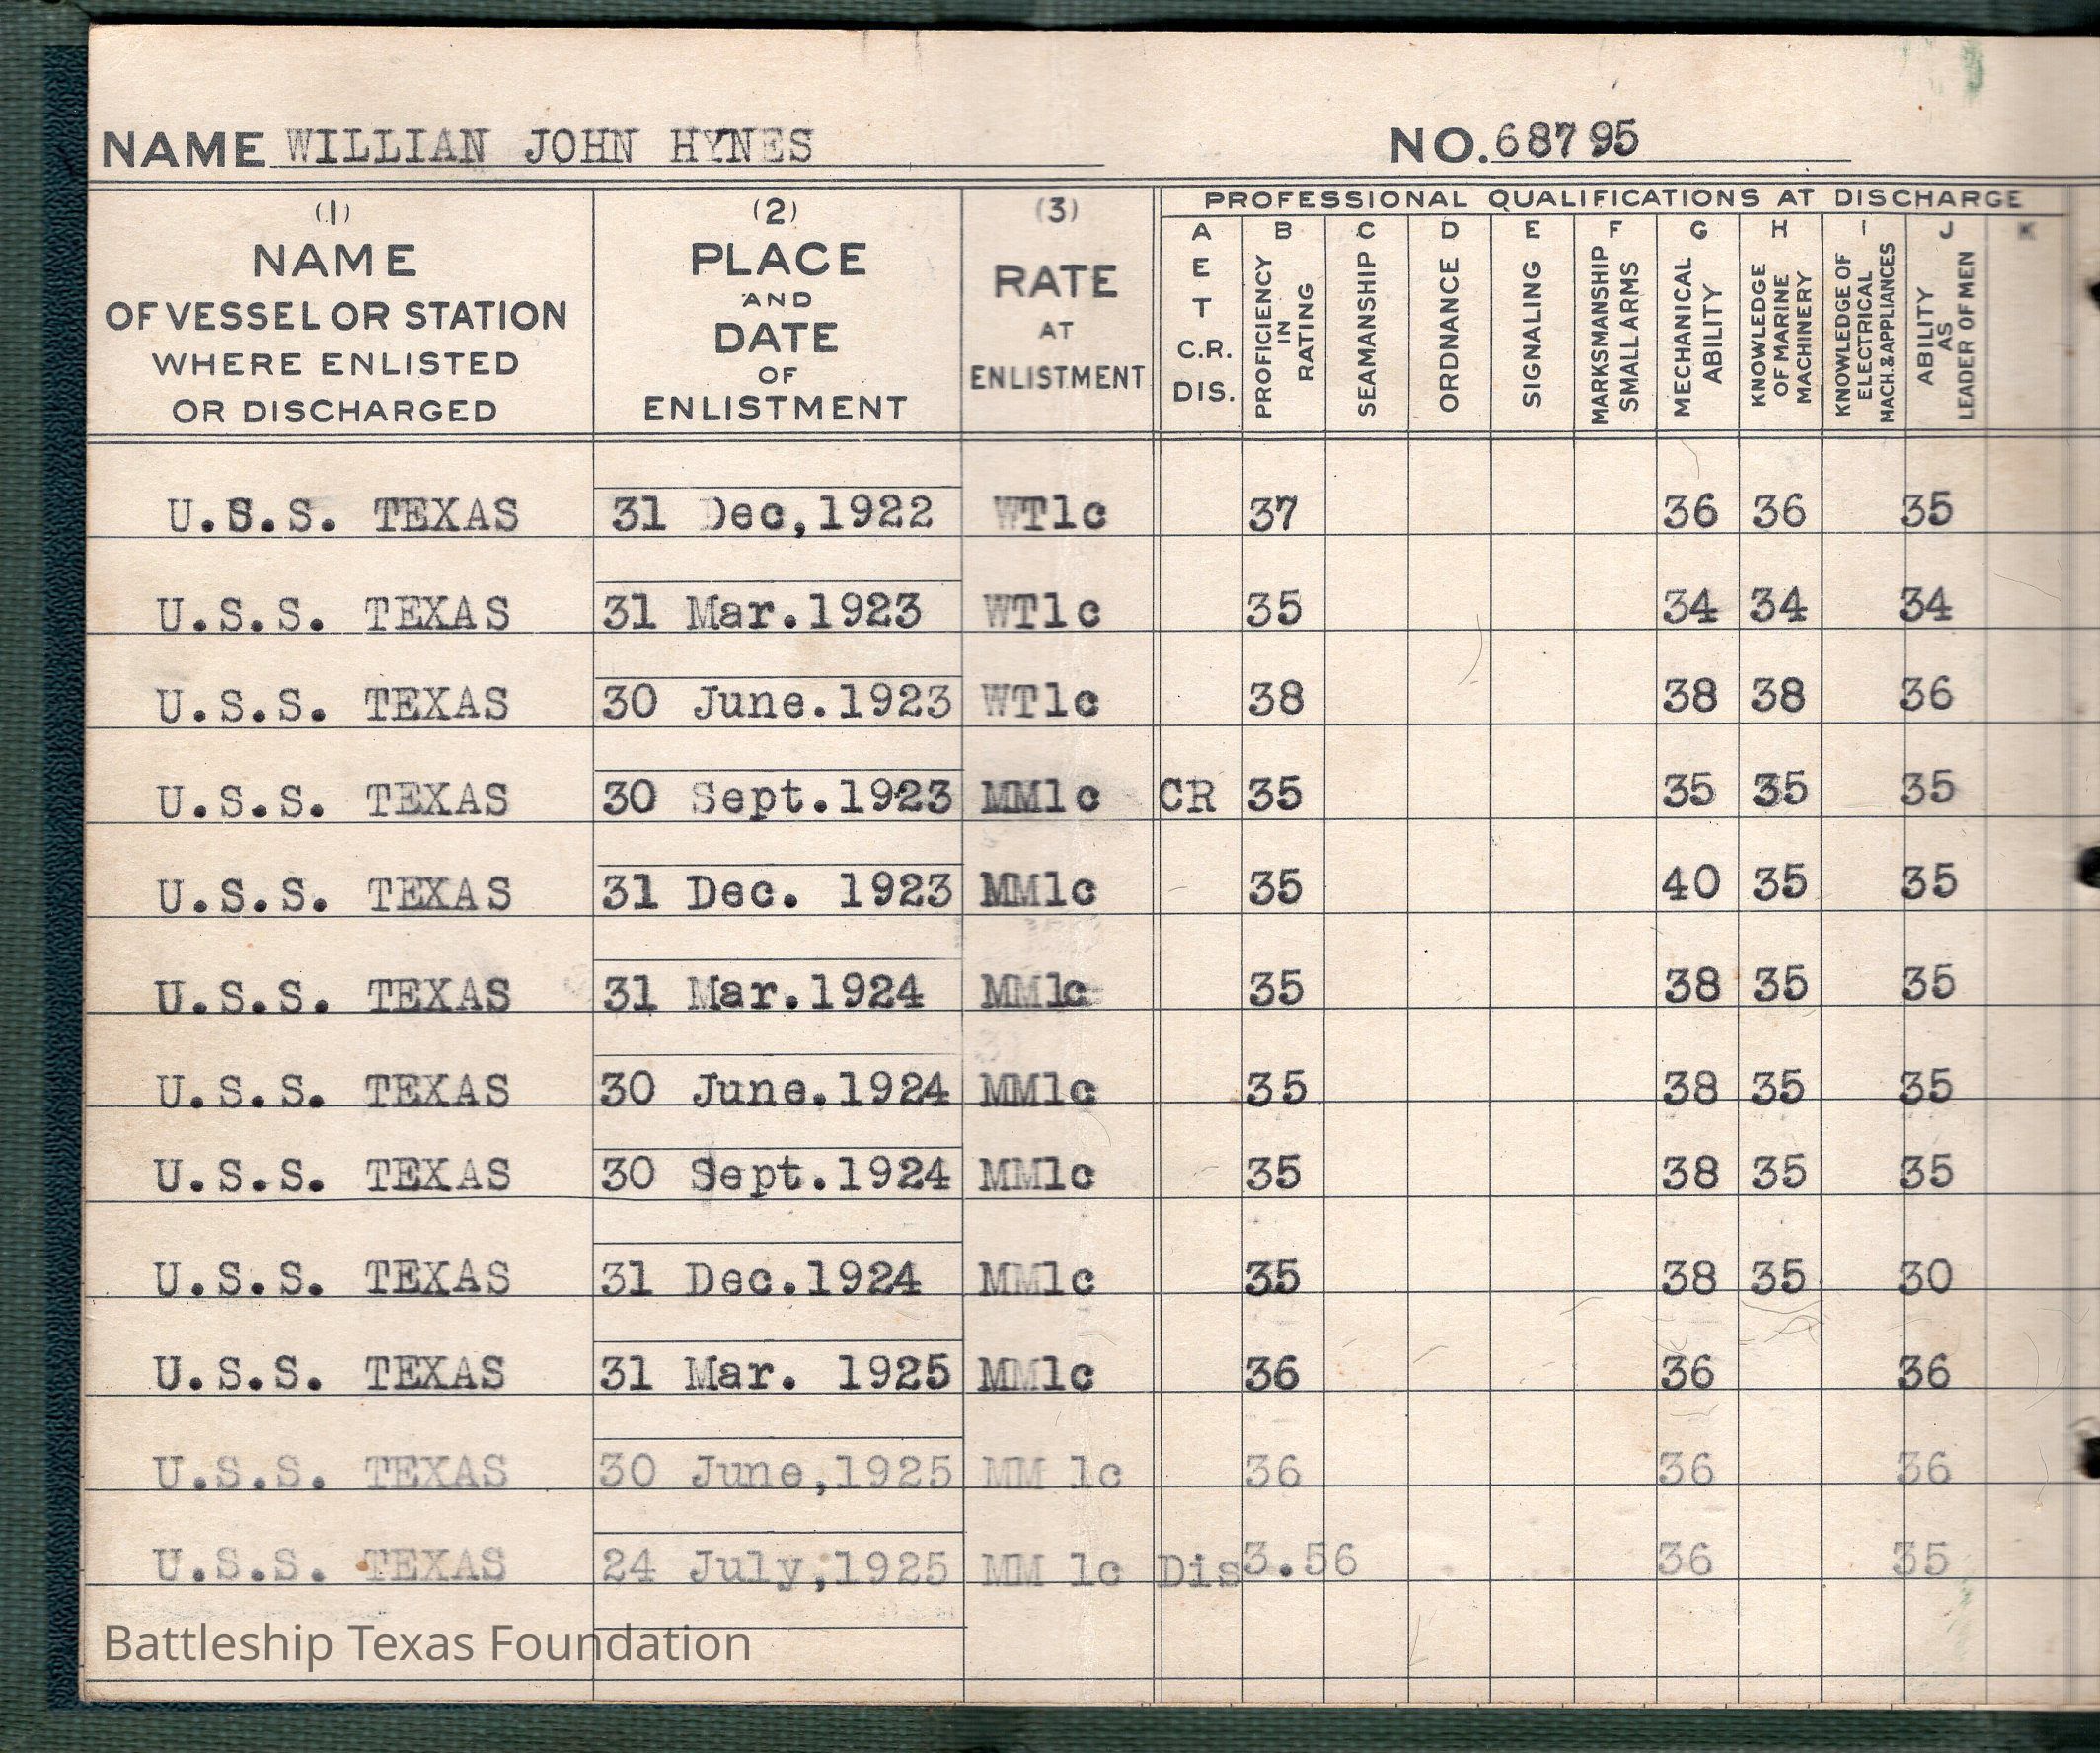 NAME WILLIAN JOHN HYNES NO. 68795
PROFESSIONAL QUALIFICATIONS AT DISCHARGE
(1) NAME OF VESSEL OR STATION WHERE ENLISTED OR DISCHARGED
(2) PLACE AND DATE OF ENLISTMENT
(3) RATE AT ENLISTMENT
A E T C.R. DIS.
B PROFICIENCY IN RATING
C SEAMANSHIP
D ORDNANCE
E SIGNALING
F MARKSMANSHIP SMALL ARMS
G MECHANICAL ABILITY
H KNOWLEDGE OF MARINE MACHINERY
I KNOWLEDGE OF ELECTRICAL MACH.&APPLIANCES
J ABILITY AS LEADER OF MEN
K
U.S.S. TEXAS 31 Dec,1922 WT1c 37 36 36 35
U.S.S. TEXAS 31 Mar.1923 WT1c 35 34 34 34
U.S.S. TEXAS 30 June.1923 WT1c 38 38 38 36
U.S.S. TEXAS 30 Sept.1923 MM1c CR 35 35 35 35
U.S.S. TEXAS 31 Dec. 1923 MM1c 35 40 35 35
U.S.S. TEXAS 31 Mar.1924 MM1c 35 38 35 35
U.S.S. TEXAS 30 June.1924 MM1c 35 38 35 35
U.S.S. TEXAS 30 Sept.1924 MM1c 35 38 35 35
U.S.S. TEXAS 31 Dec.1924 MM1c 35 38 35 30
U.S.S. TEXAS 31 Mar. 1925 MM1c 36 36 36
U.S.S. TEXAS 30 June,1925 MM 1c 36 36 36
U.S.S. TEXAS 24 July,1925 MM 1c Dis 3.56 36 35
Battleship Texas Foundation